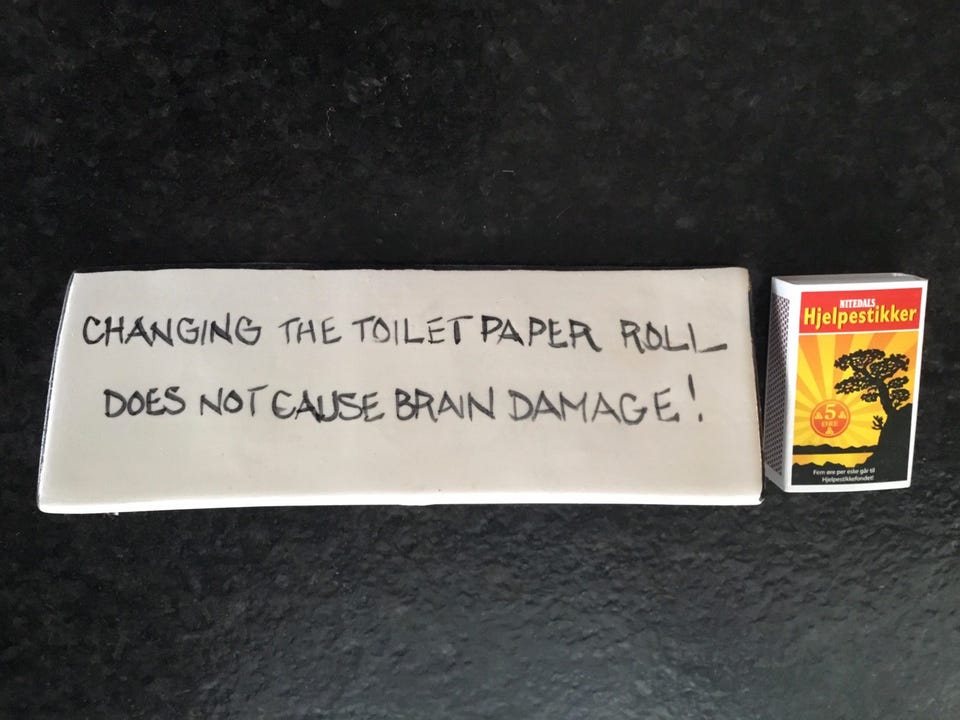 CHANGING THE TOILET PAPER ROLL
DOES NOT CAUSE BRAIN DAMAGE!
NITEDALS
Hjelpestikker
5
ØRE
Fem øre per eske går til
Hjelpestikkefondet!